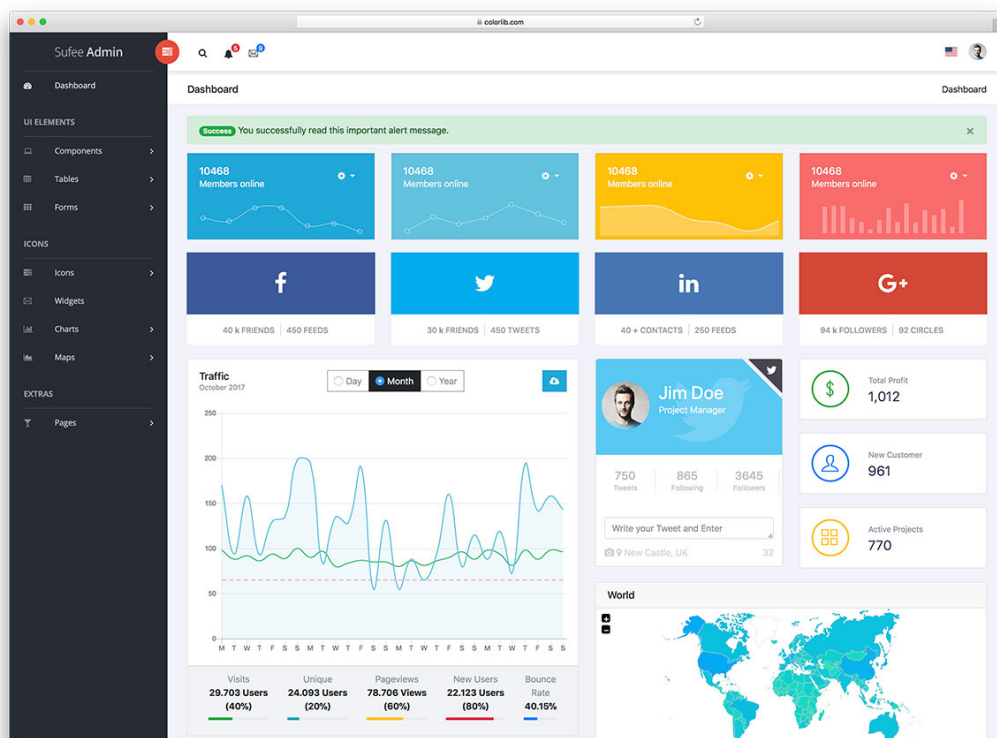 colorlib.com
Sufee Admin
5
9
Dashboard
UI ELEMENTS
Components
Tables
Forms
ICONS
Icons
Widgets
Charts
Maps
EXTRAS
Pages
Dashboard
Dashboard
Success You successfully read this important alert message. ×
10468
Members online
10468
Members online
10468
Members online
10468
Members online
f
in
G+
40 k FRIENDS 450 FEEDS
30 k FRIENDS 450 TWEETS
40 + CONTACTS 250 FEEDS
94 k FOLLOWERS 92 CIRCLES
Traffic
October 2017
Day Month Year
250
200
150
100
50
0
M T W T F S S M T W T F S S M T W T F S S M T W T F S S
Visits
29.703 Users
(40%)
Unique
24.093 Users
(20%)
Pageviews
78.706 Views
(60%)
New Users
22.123 Users
(80%)
Bounce
Rate
40.15%
Jim Doe
Project Manager
750
Tweets
865
Following
3645
Followers
Write your Tweet and Enter
New Castle, UK 32
$
Total Profit
1,012
New Customer
961
Active Projects
770
World
+
−